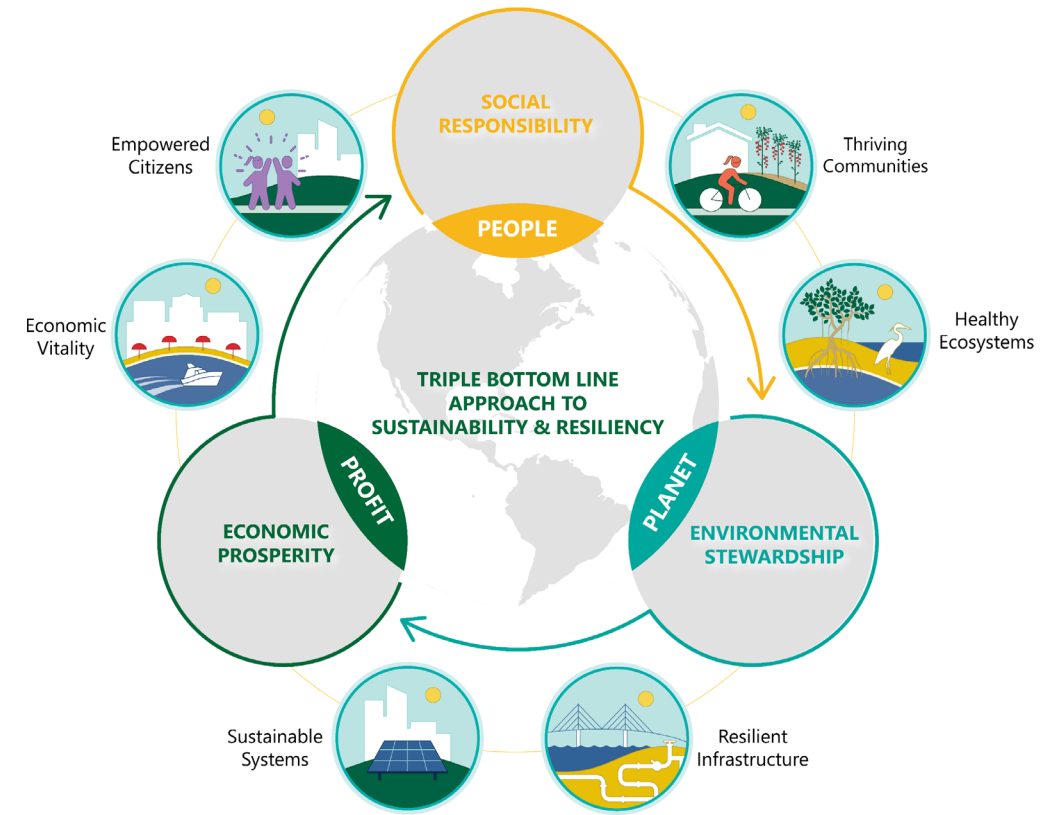 SOCIAL
RESPONSIBILITY
PEOPLE
Empowered
Citizens
Thriving
Communities
Economic
Vitality
Healthy
Ecosystems
TRIPLE BOTTOM LINE
APPROACH TO
SUSTAINABILITY & RESILIENCY
PROFIT
PLANET
ECONOMIC
PROSPERITY
ENVIRONMENTAL
STEWARDSHIP
Sustainable
Systems
Resilient
Infrastructure